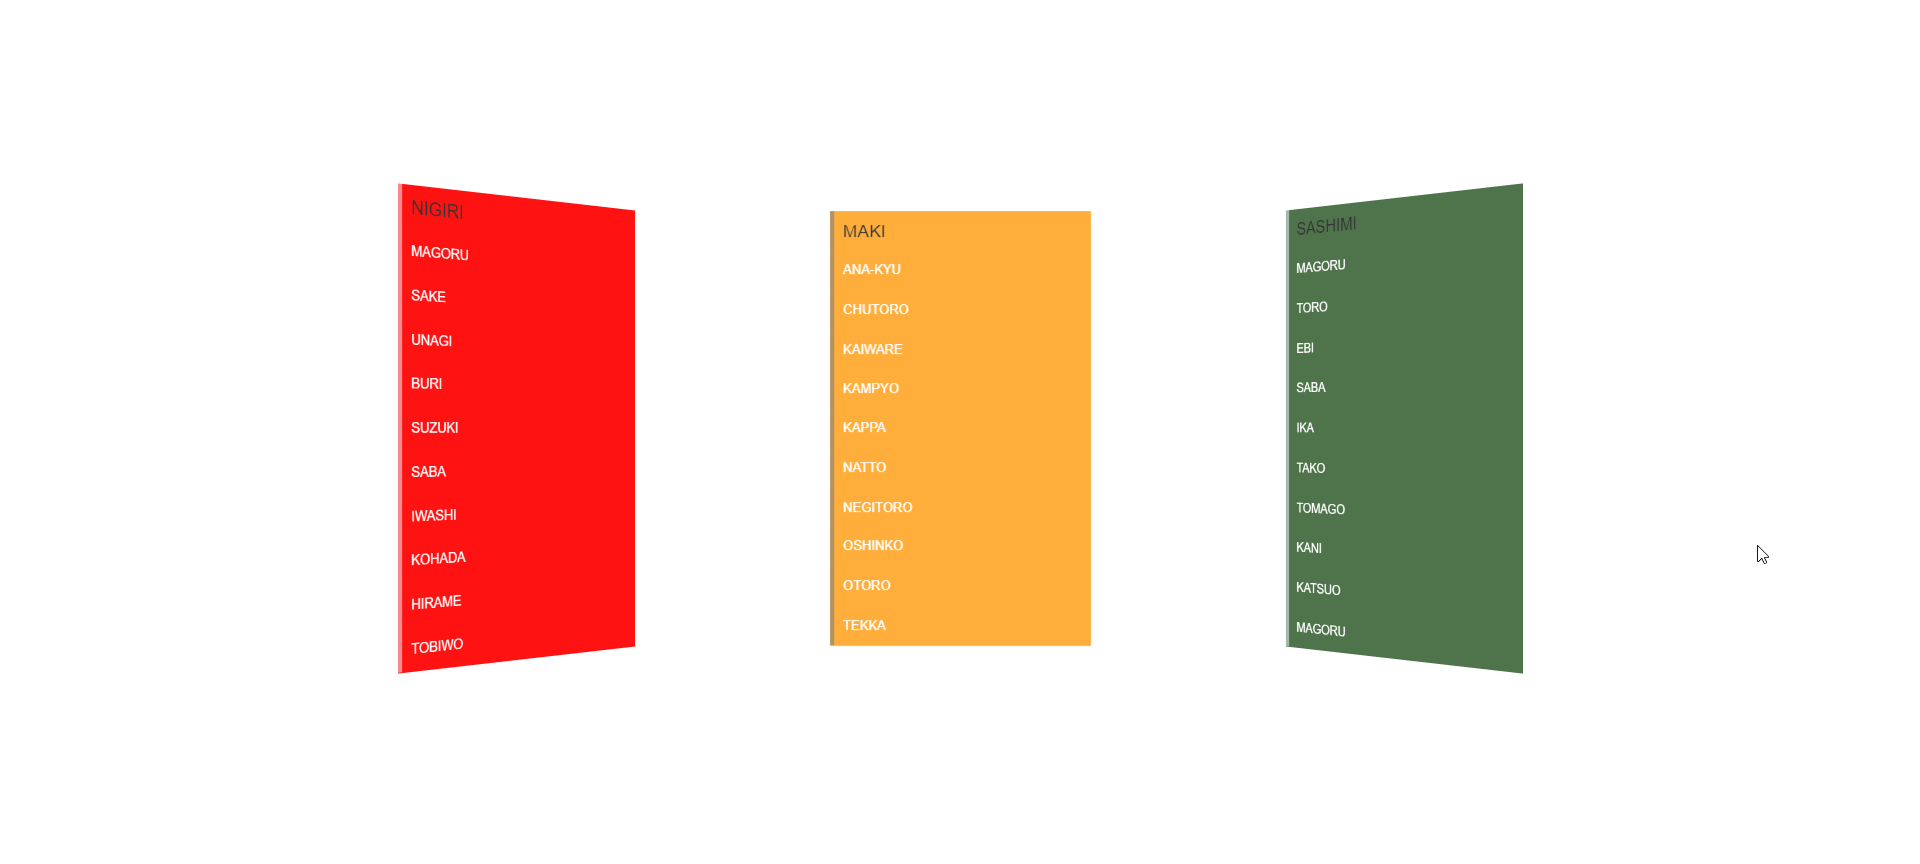 NIGIRI
MAGORU
SAKE
UNAGI
BURI
SUZUKI
SABA
IWASHI
KOHADA
HIRAME
TOBIWO
MAKI
ANA-KYU
CHUTORO
KAIWARE
KAMPYO
KAPPA
NATTO
NEGITORO
OSHINKO
OTORO
TEKKA
SASHIMI
MAGORU
TORO
EBI
SABA
IKA
TAKO
TOMAGO
KANI
KATSUO
MAGORU